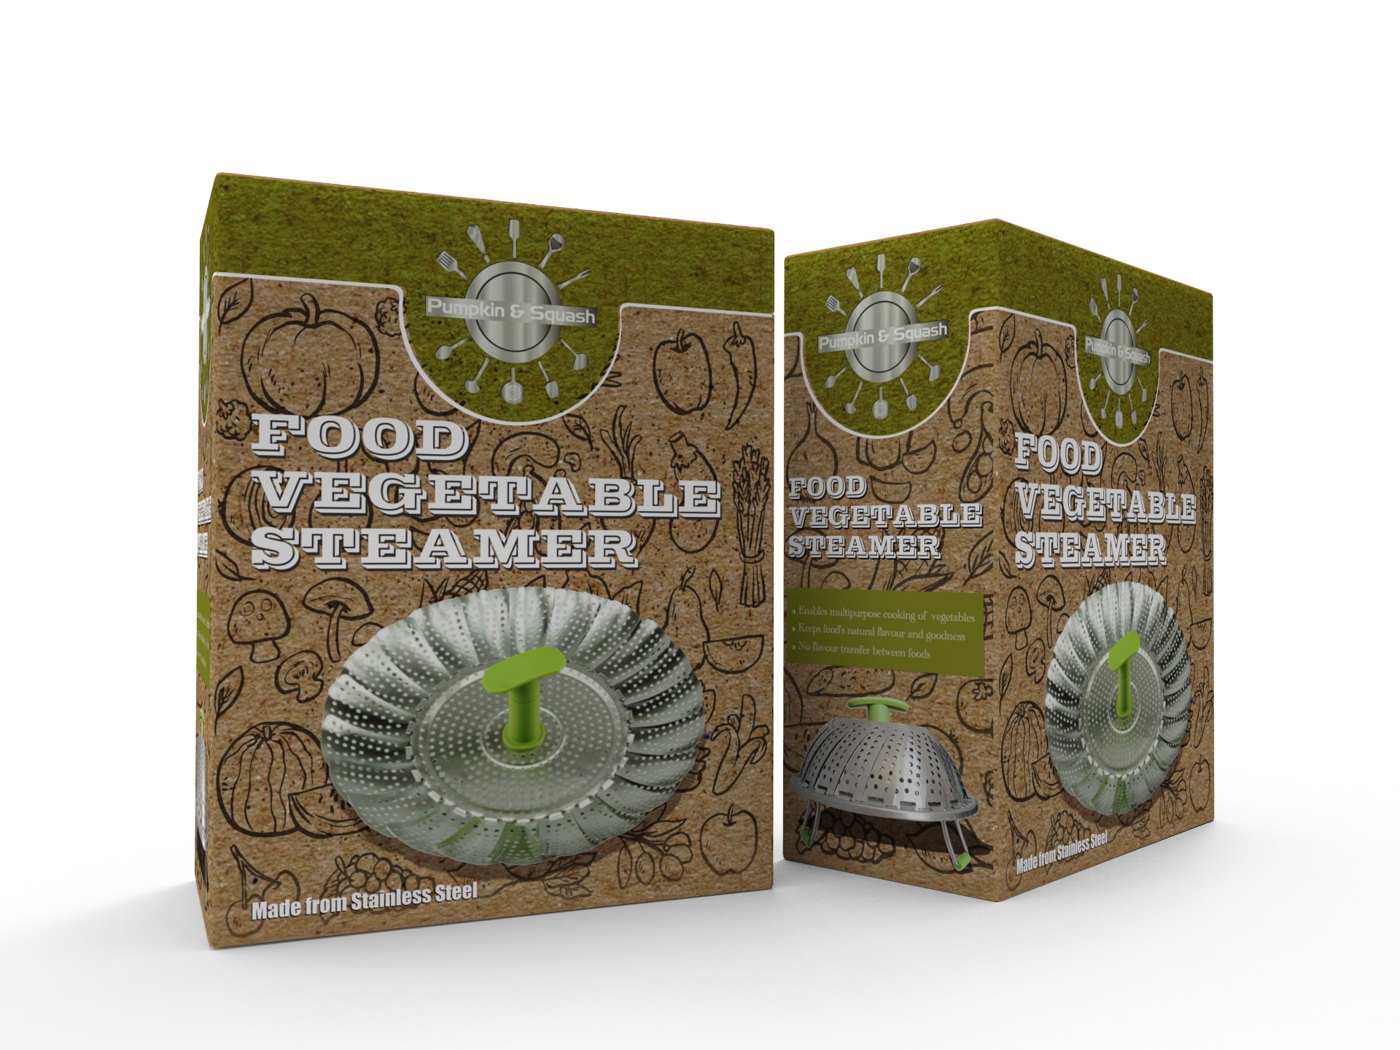 Pumpkin & Squash
FOOD
VEGETABLE
STEAMER
Made from Stainless Steel
Pumpkin & Squash
FOOD
VEGETABLE
STEAMER
• Enables multipurpose cooking of vegetables
• Keeps food's natural flavour and goodness
• No flavour transfer between foods
Pumpkin & Squash
FOOD
VEGETABLE
STEAMER
Made from Stainless Steel